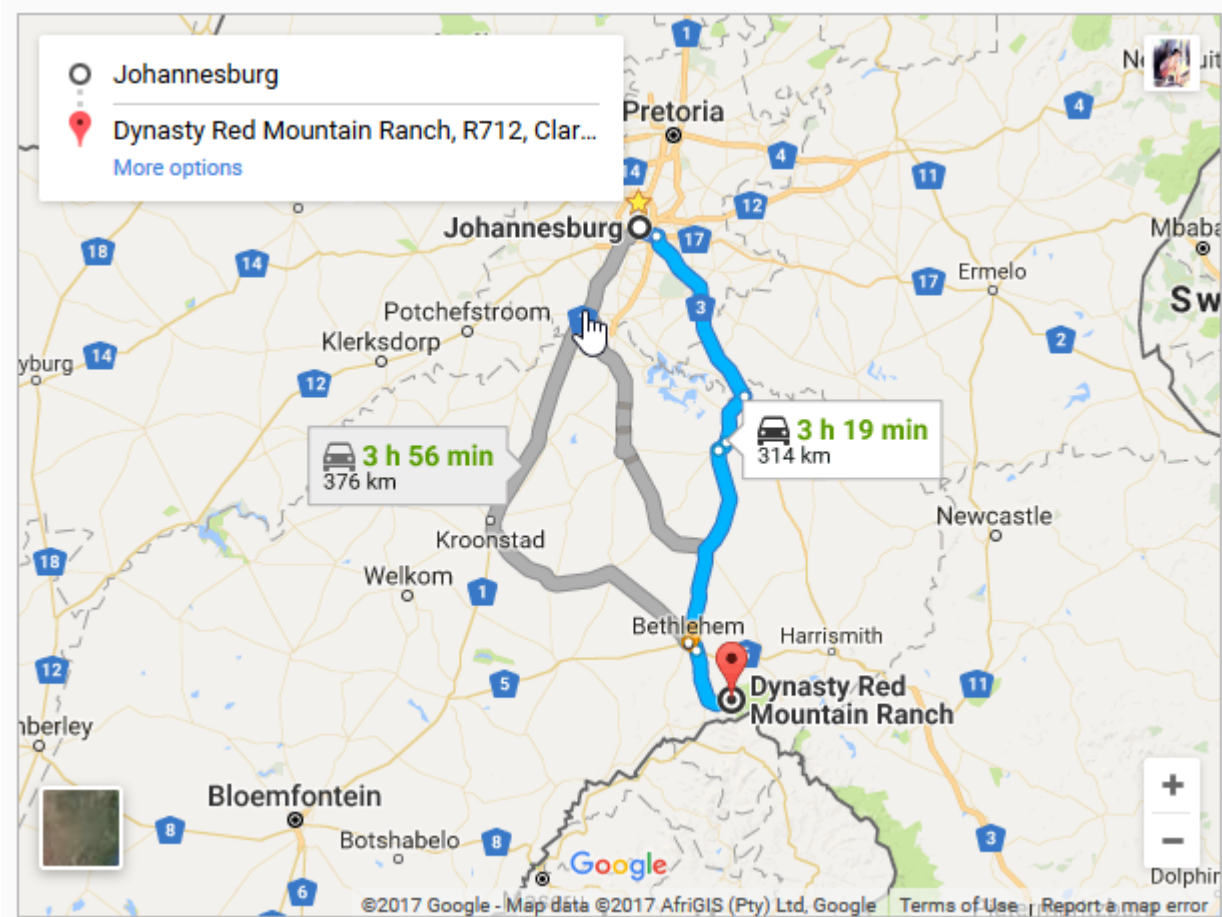 Johannesburg
Dynasty Red Mountain Ranch, R712, Clar...
More options
1
Pretoria
4
4
14
11
12
Johannesburg
17
Mbaba
18
14
17
Ermelo
Sw
Potchefstroom
3
Klerksdorp
2
yburg
14
12
3 h 19 min
314 km
3 h 56 min
376 km
Kroonstad
Newcastle
18
Welkom
1
Bethlehem
Harrismith
12
5
11
Dynasty Red
Mountain Ranch
nberley
Bloemfontein
8
Botshabelo
8
3
+
−
Google
Dolphin
6
©2017 Google - Map data ©2017 AfriGIS (Pty) Ltd, Google
Terms of Use
Report a map error